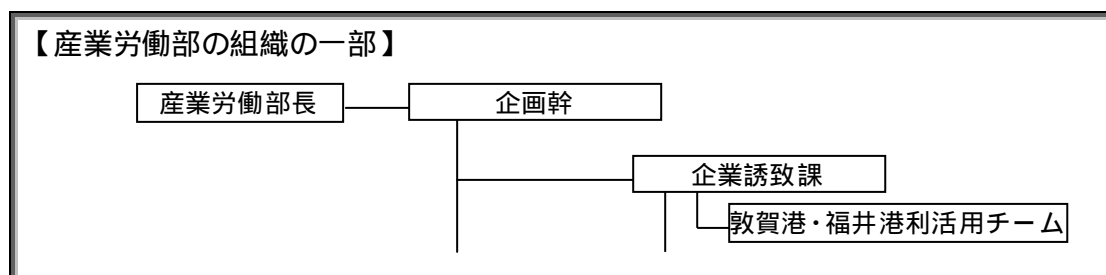 【産業労働部の組織の一部】
産業労働部長
企画幹
企業誘致課
敦賀港・福井港利活用チーム